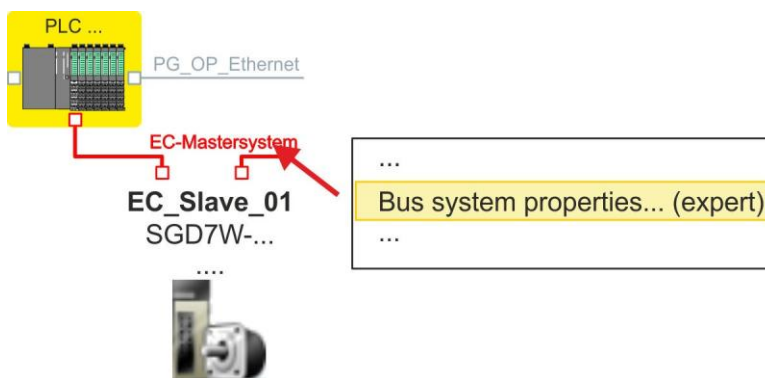 PLC ...
PG_OP_Ethernet
EC-Mastersystem
...
EC_Slave_01
Bus system properties... (expert)
SGD7W-...
...
....